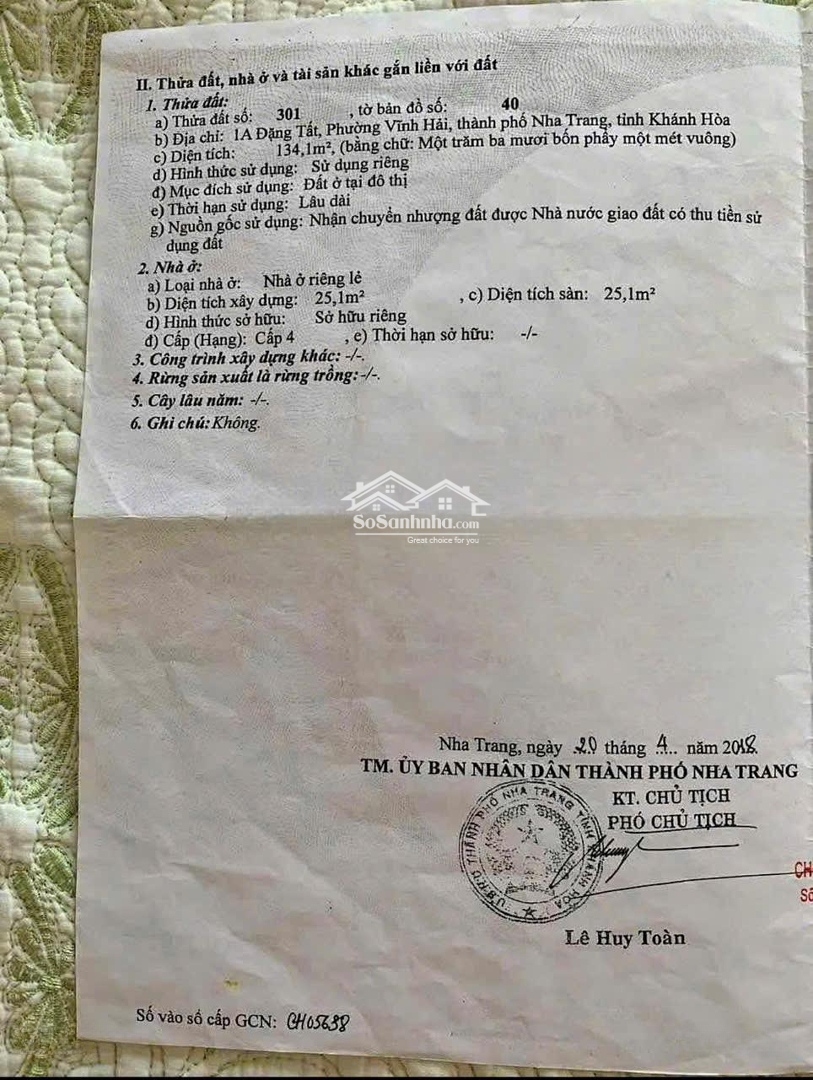 II. Thửa đất, nhà ở và tài sản khác gắn liền với đất
1. Thửa đất:
a) Thửa đất số: 301 , tờ bản đồ số: 40
b) Địa chỉ: 1A Đặng Tất, Phường Vĩnh Hải, thành phố Nha Trang, tỉnh Khánh Hòa
c) Diện tích: 134,1m², (bằng chữ: Một trăm ba mươi bốn phẩy một mét vuông)
d) Hình thức sử dụng: Sử dụng riêng
đ) Mục đích sử dụng: Đất ở tại đô thị
e) Thời hạn sử dụng: Lâu dài
g) Nguồn gốc sử dụng: Nhận chuyển nhượng đất được Nhà nước giao đất có thu tiền sử
dụng đất
2. Nhà ở:
a) Loại nhà ở: Nhà ở riêng lẻ
b) Diện tích xây dựng: 25,1m² , c) Diện tích sàn: 25,1m²
d) Hình thức sở hữu: Sở hữu riêng
đ) Cấp (Hạng): Cấp 4 , e) Thời hạn sở hữu: -/-
3. Công trình xây dựng khác: -/-.
4. Rừng sản xuất là rừng trồng: -/-.
5. Cây lâu năm: -/-.
6. Ghi chú: Không.
SoSanhnha.com
Great choice for you
Nha Trang, ngày 20 tháng 4.. năm 2018.
TM. ỦY BAN NHÂN DÂN THÀNH PHỐ NHA TRANG
KT. CHỦ TỊCH
PHÓ CHỦ TỊCH
U.B.N.D THÀNH PHỐ NHA TRANG TỈNH KHÁNH HÒA
CH
Số
Lê Huy Toàn
Số vào sổ cấp GCN: CH05638